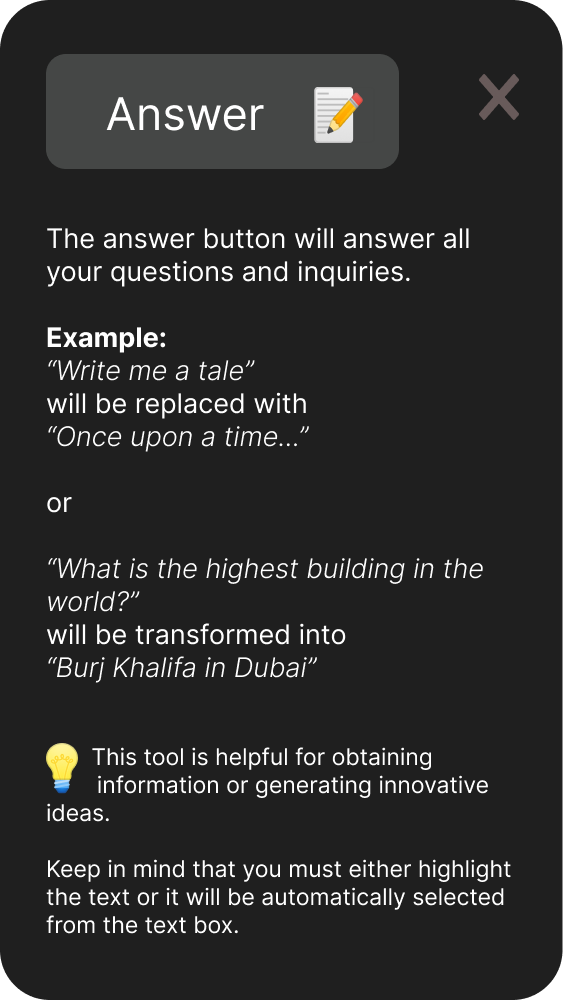 Answer
The answer button will answer all
your questions and inquiries.
Example:
“Write me a tale”
will be replaced with
“Once upon a time...”
or
“What is the highest building in the
world?”
will be transformed into
“Burj Khalifa in Dubai”
This tool is helpful for obtaining
information or generating innovative
ideas.
Keep in mind that you must either highlight
the text or it will be automatically selected
from the text box.